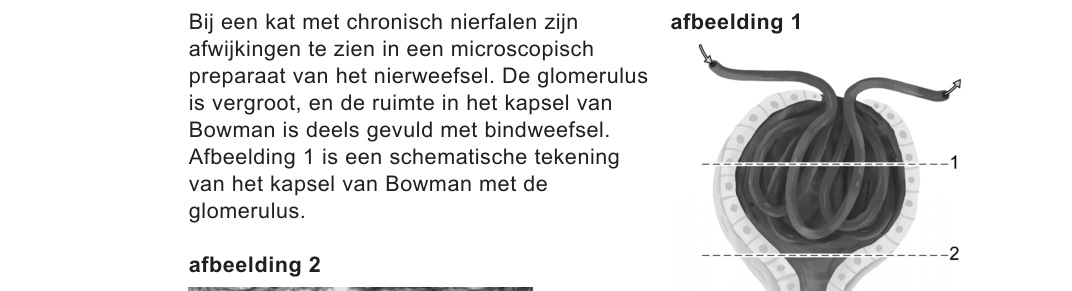 Bij een kat met chronisch nierfalen zijn
afwijkingen te zien in een microscopisch
preparaat van het nierweefsel. De glomerulus
is vergroot, en de ruimte in het kapsel van
Bowman is deels gevuld met bindweefsel.
Afbeelding 1 is een schematische tekening
van het kapsel van Bowman met de
glomerulus.
afbeelding 2
afbeelding 1
1
2